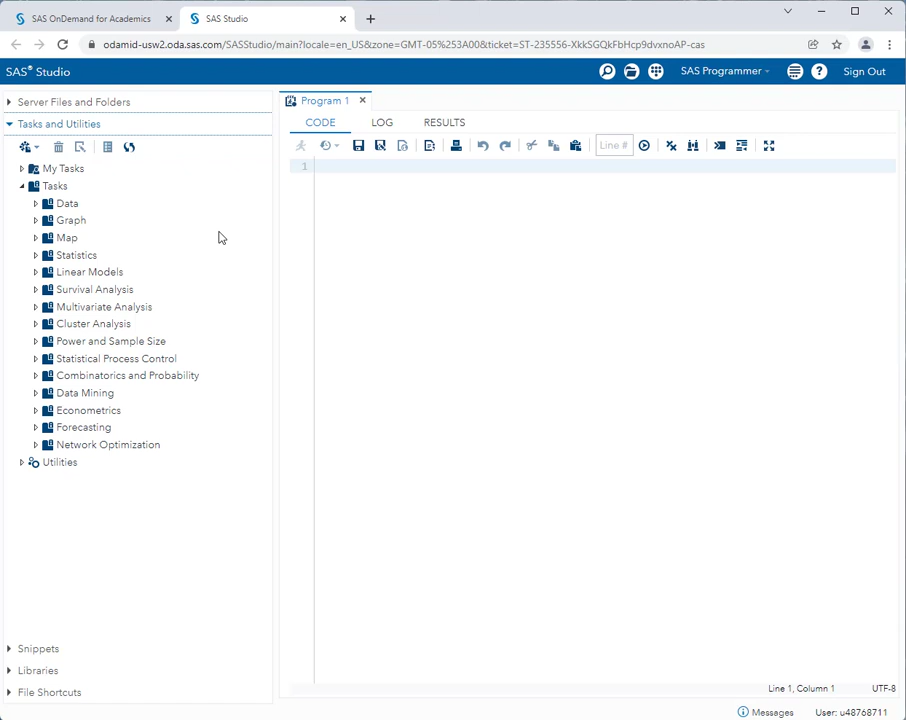 SAS OnDemand for Academics
SAS Studio
odamid-usw2.oda.sas.com/SASStudio/main?locale=en_US&zone=GMT-05%253A00&ticket=ST-235556-XkkSGQkFbHcp9dvxnoAP-cas
SAS® Studio
SAS Programmer
Sign Out
Server Files and Folders
Tasks and Utilities
My Tasks
Tasks
Data
Graph
Map
Statistics
Linear Models
Survival Analysis
Multivariate Analysis
Cluster Analysis
Power and Sample Size
Statistical Process Control
Combinatorics and Probability
Data Mining
Econometrics
Forecasting
Network Optimization
Utilities
Snippets
Libraries
File Shortcuts
Program 1
CODE LOG RESULTS
Line #
1
Line 1, Column 1 UTF-8
Messages User: u48768711